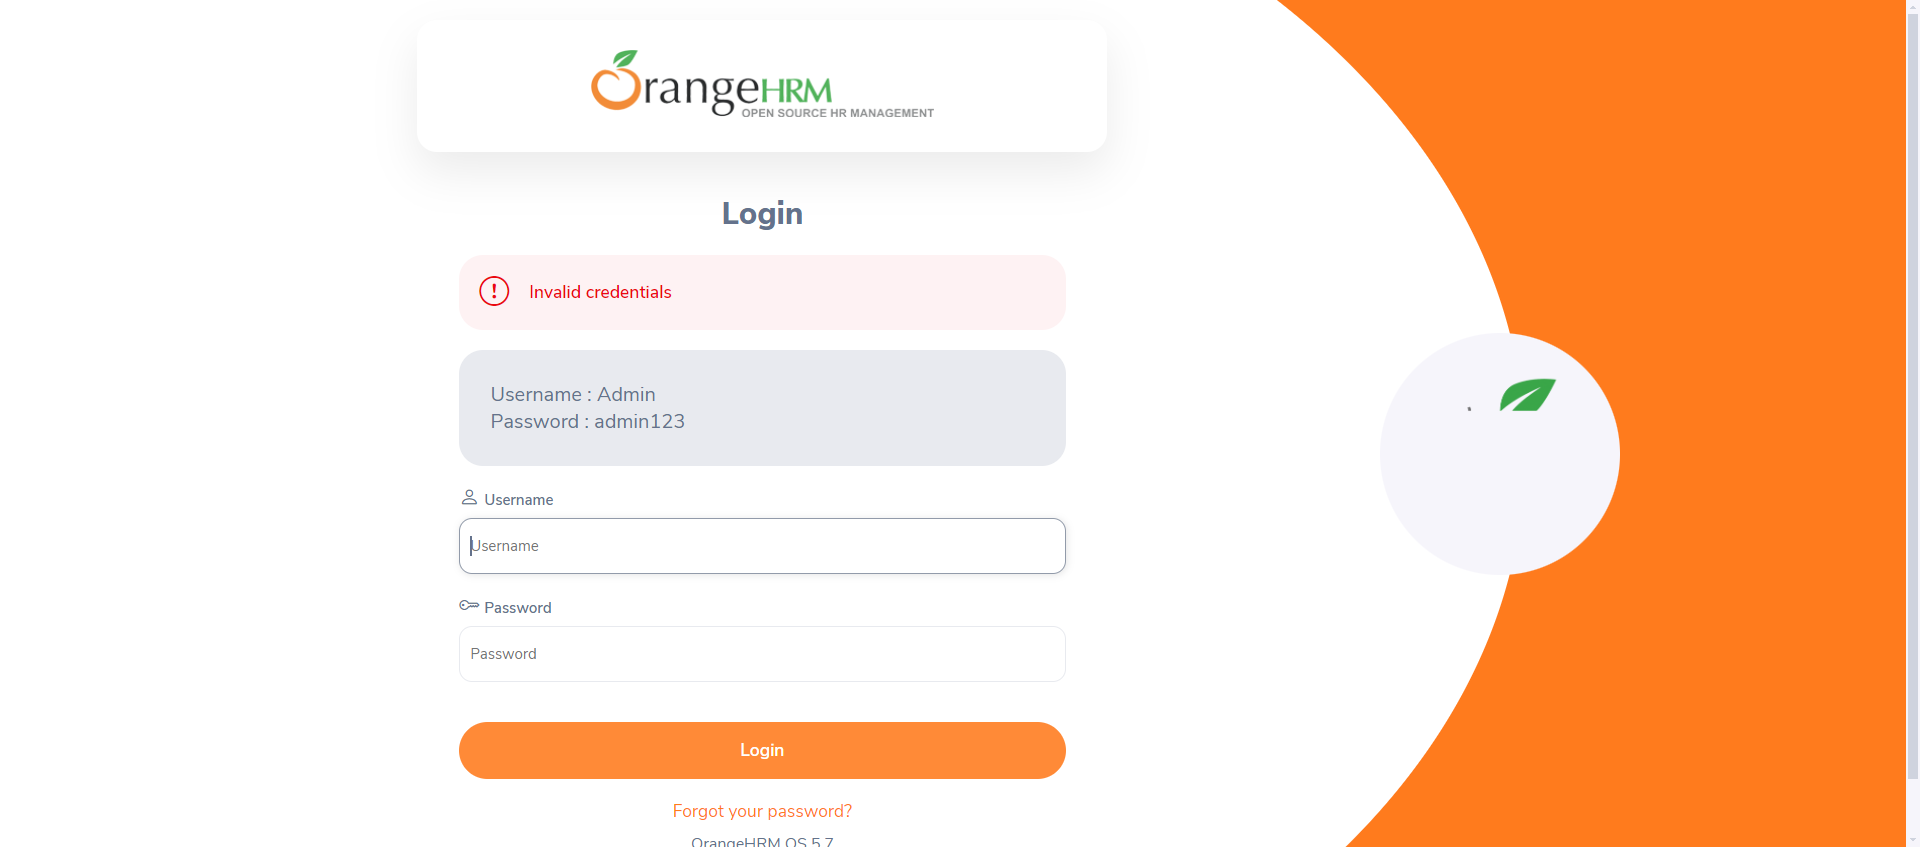 OrangeHRM
OPEN SOURCE HR MANAGEMENT
Login
Invalid credentials
Username : Admin
Password : admin123
Username
Username
Password
Password
Login
Forgot your password?
OrangeHRM OS 5.7